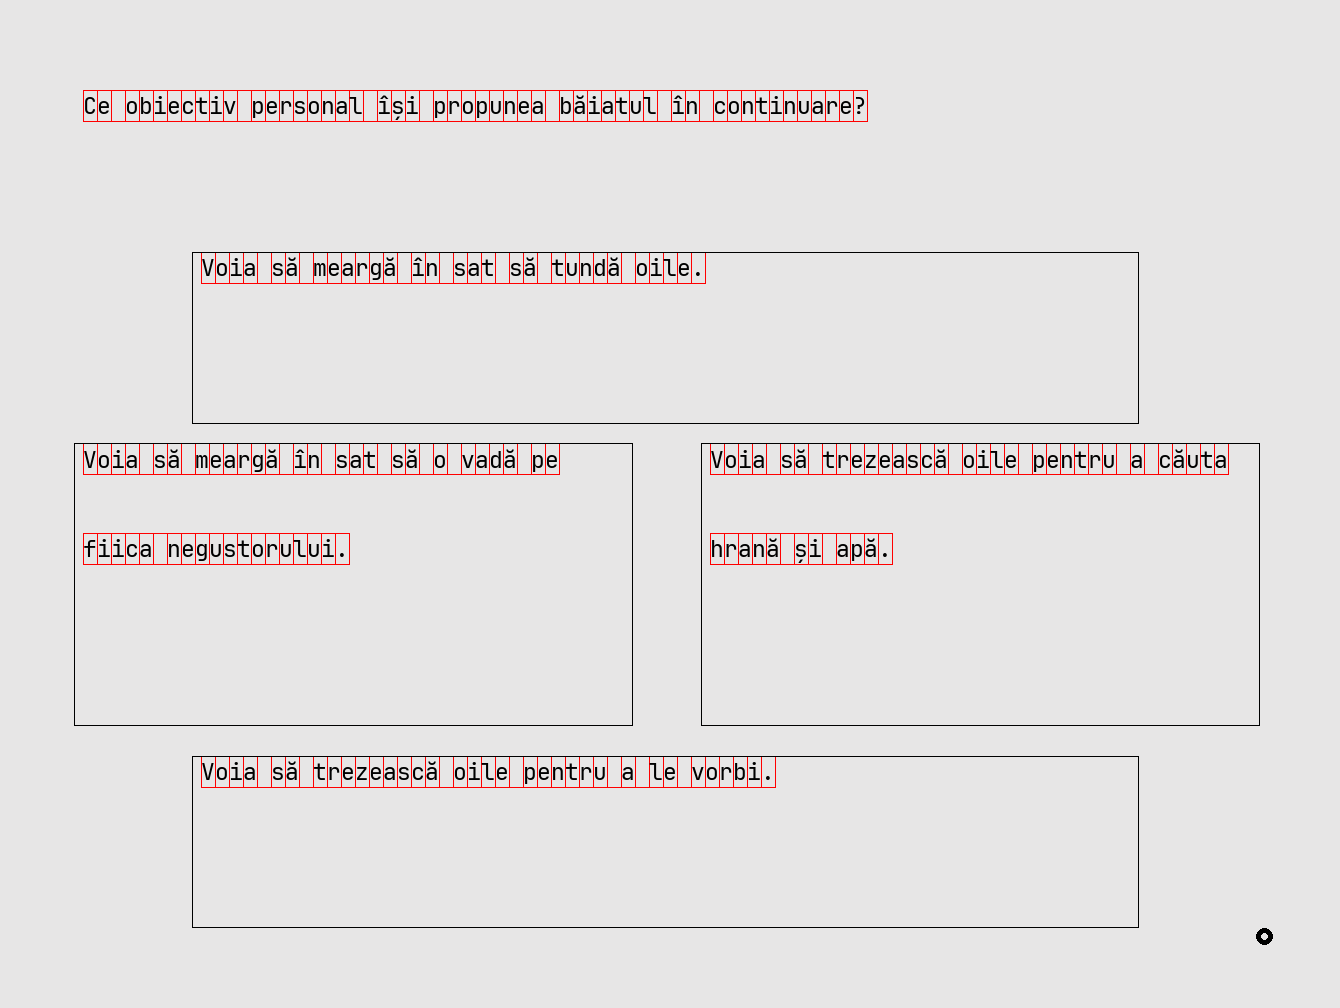 Ce obiectiv personal își propunea băiatul în continuare?
Voia să meargă în sat să tundă oile.
Voia să meargă în sat să o vadă pe
fiica negustorului.
Voia să trezească oile pentru a căuta
hrană și apă.
Voia să trezească oile pentru a le vorbi.